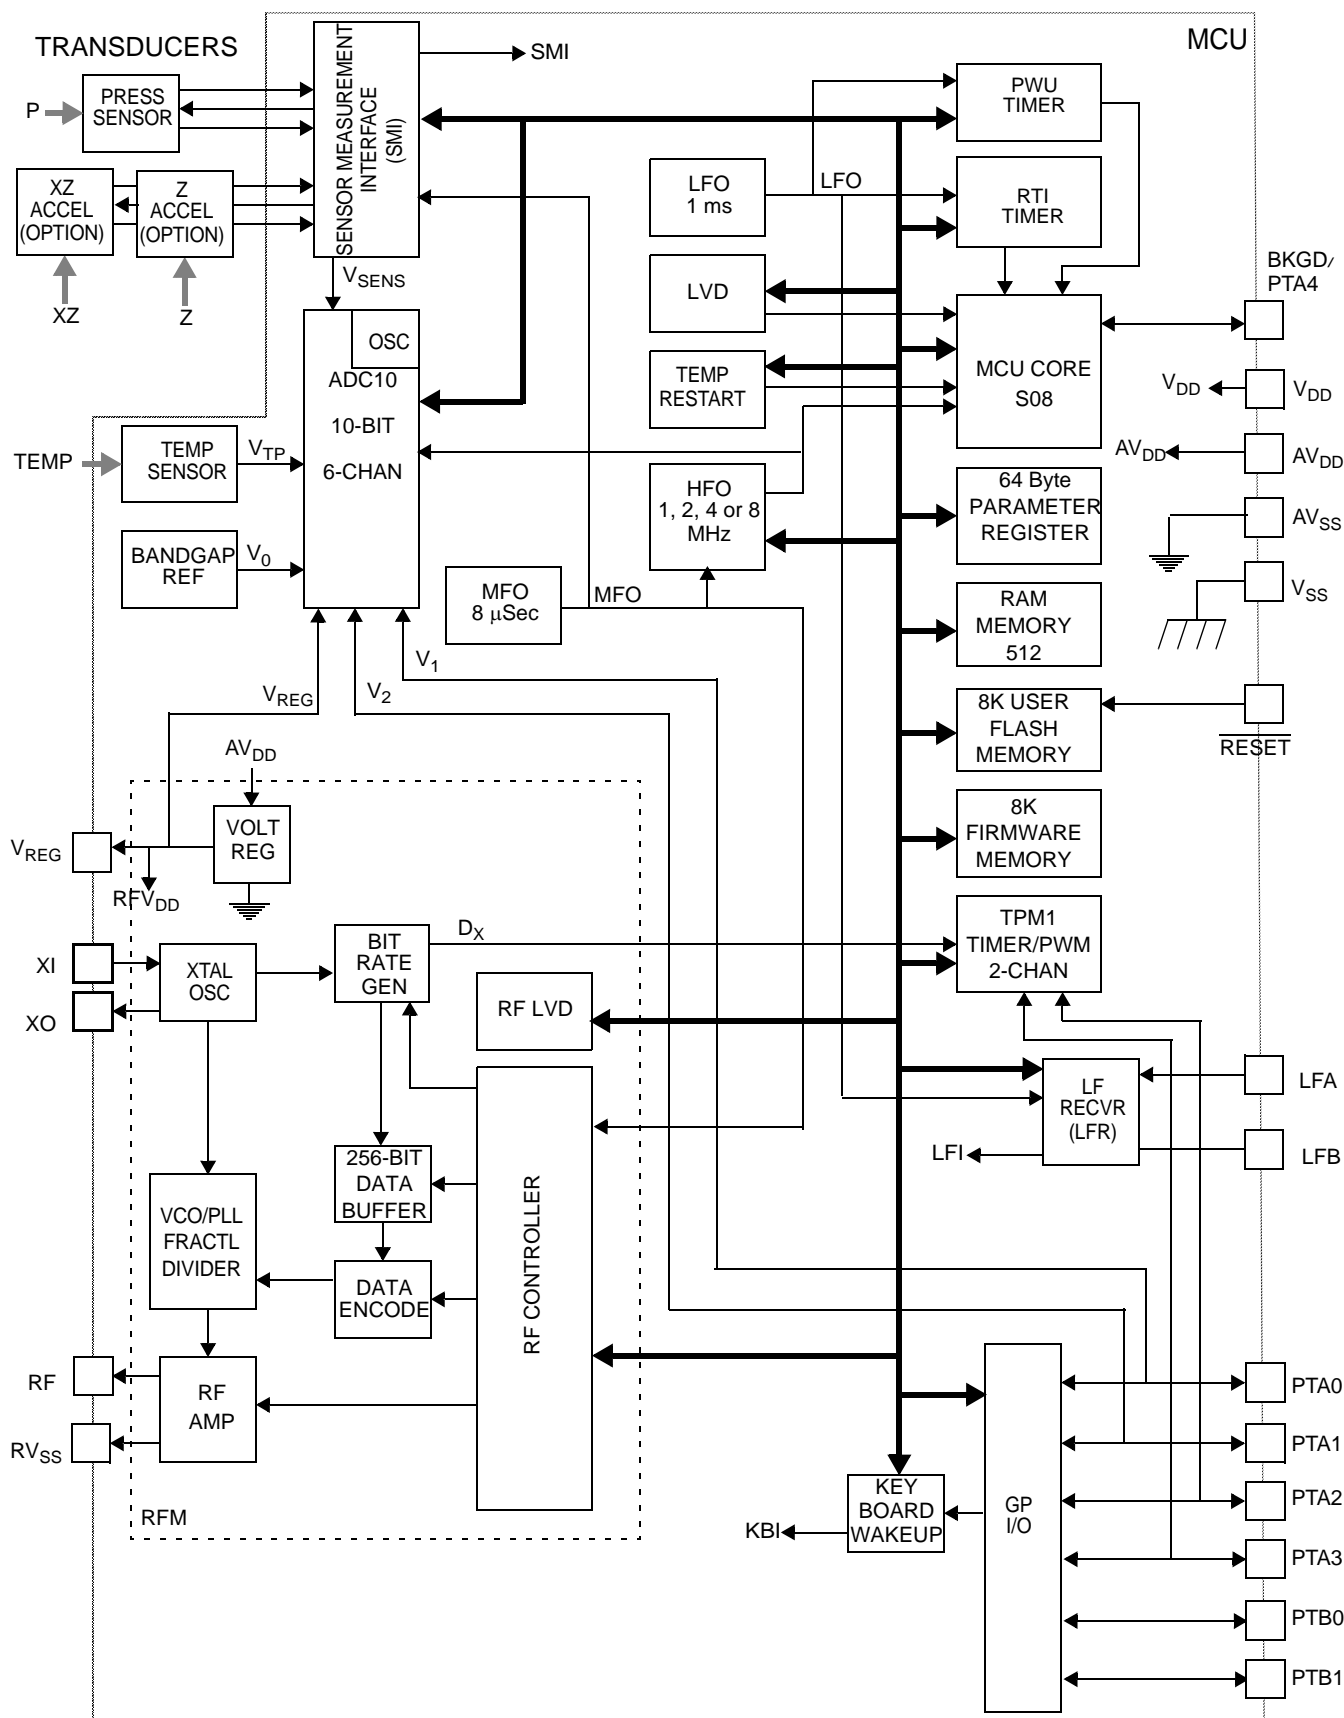 TRANSDUCERS
MCU
P
PRESS
SENSOR
XZ
ACCEL
(OPTION)
Z
ACCEL
(OPTION)
XZ
Z
SENSOR MEASUREMENT
INTERFACE
(SMI)
SMI
VSENS
OSC
ADC10
10-BIT
6-CHAN
TEMP
TEMP
SENSOR
VTP
BANDGAP
REF
V0
LFO
1 ms
LFO
LVD
TEMP
RESTART
HFO
1, 2, 4 or 8
MHz
MFO
8 μSec
MFO
PWU
TIMER
RTI
TIMER
MCU CORE
S08
64 Byte
PARAMETER
REGISTER
RAM
MEMORY
512
8K USER
FLASH
MEMORY
8K
FIRMWARE
MEMORY
TPM1
TIMER/PWM
2-CHAN
BKGD/
PTA4
VDD
VDD
AVDD
AVDD
AVSS
VSS
RESET
V1
V2
VREG
AVDD
VOLT
REG
VREG
RFVDD
XI
XO
XTAL
OSC
BIT
RATE
GEN
DX
RF LVD
RF CONTROLLER
256-BIT
DATA
BUFFER
DATA
ENCODE
VCO/PLL
FRACTL
DIVIDER
RF
AMP
RF
RVSS
RFM
LF
RECVR
(LFR)
LFI
LFA
LFB
KEY
BOARD
WAKEUP
KBI
GP
I/O
PTA0
PTA1
PTA2
PTA3
PTB0
PTB1